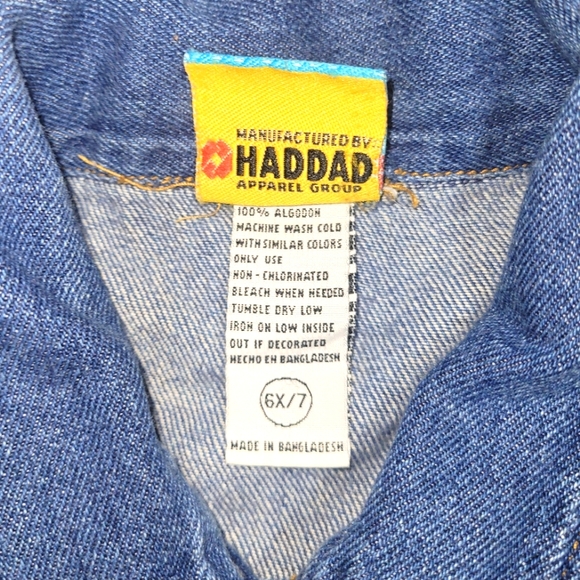 MANUFACTURED BY:
HADDAD
APPAREL GROUP
100% ALGODON
MACHINE WASH COLD
WITH SIMILAR COLORS
ONLY USE
NON - CHLORINATED
BLEACH WHEN NEEDED
TUMBLE DRY LOW
IRON ON LOW INSIDE
OUT IF DECORATED
HECHO EN BANGLADESH
6X/7
MADE IN BANGLADESH